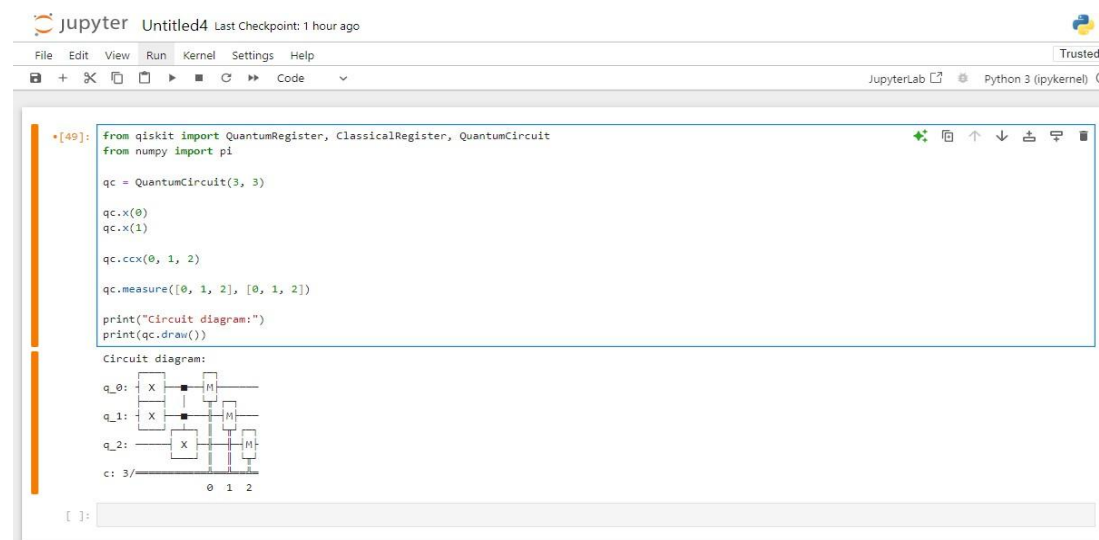 jupyter Untitled4 Last Checkpoint: 1 hour ago
File Edit View Run Kernel Settings Help Trusted
Code JupyterLab Python 3 (ipykernel)
[49]: from qiskit import QuantumRegister, ClassicalRegister, QuantumCircuit
from numpy import pi
qc = QuantumCircuit(3, 3)
qc.x(0)
qc.x(1)
qc.ccx(0, 1, 2)
qc.measure([0, 1, 2], [0, 1, 2])
print("Circuit diagram:")
print(qc.draw())
Circuit diagram:
q_0: X M
q_1: X M
q_2: X M
c: 3/
0 1 2
[ ]: